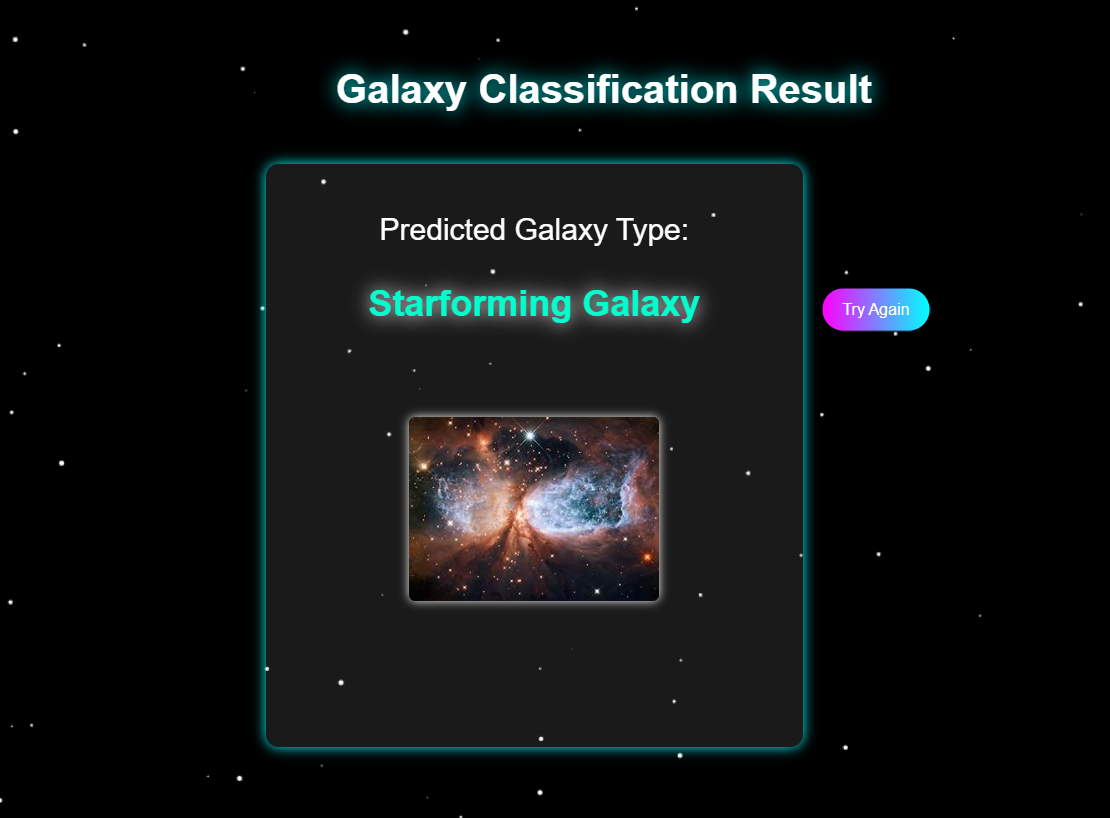 Galaxy Classification Result
Predicted Galaxy Type:
Starforming Galaxy
Try Again